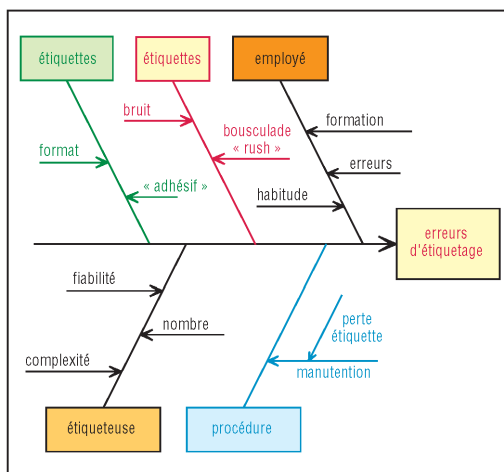 étiquettes
étiquettes
employé
bruit
formation
bousculade
« rush »
format
erreurs
« adhésif »
habitude
erreurs
d'étiquetage
fiabilité
nombre
perte
étiquette
complexité
manutention
étiqueteuse
procédure